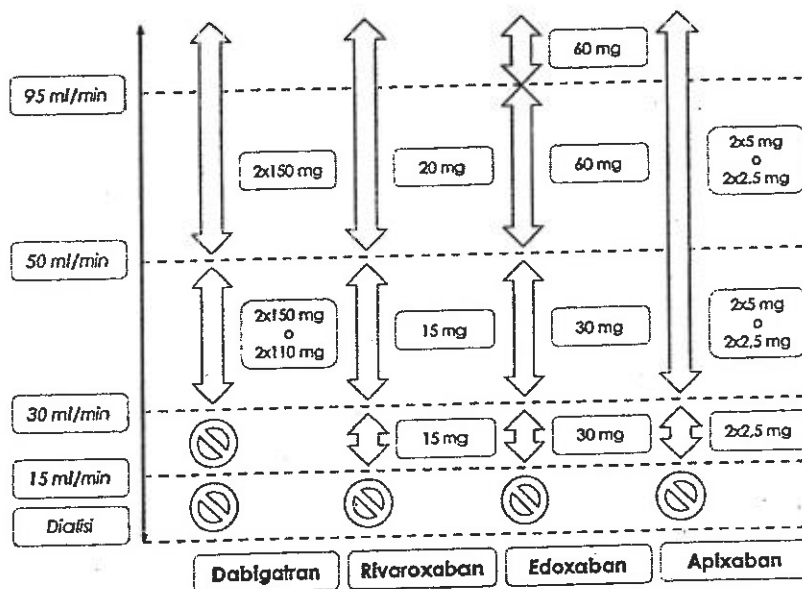 60 mg
95 ml/min
2x150 mg
20 mg
60 mg
2x5 mg
o
2x2.5 mg
50 ml/min
2x150 mg
o
2x110 mg
15 mg
30 mg
2x5 mg
o
2x2,5 mg
30 ml/min
15 mg
30 mg
2x2,5 mg
15 ml/min
Dialisi
Dabigatran
Rivaroxaban
Edoxaban
Apixaban